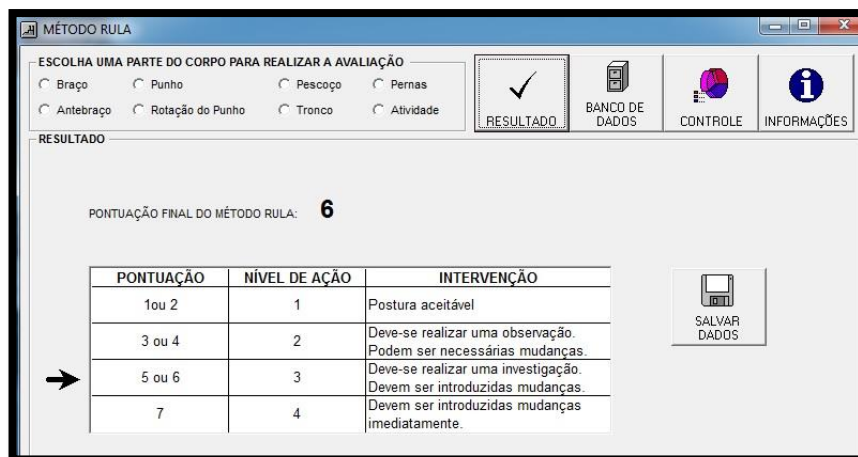 MÉTODO RULA
ESCOLHA UMA PARTE DO CORPO PARA REALIZAR A AVALIAÇÃO
Braço Punho Pescoço Pernas
Antebraço Rotação do Punho Tronco Atividade
RESULTADO
BANCO DE
DADOS
CONTROLE
INFORMAÇÕES
RESULTADO
PONTUAÇÃO FINAL DO MÉTODO RULA: 6
PONTUAÇÃO NÍVEL DE AÇÃO INTERVENÇÃO
1ou 2 1 Postura aceitável
3 ou 4 2 Deve-se realizar uma observação.
Podem ser necessárias mudanças.
5 ou 6 3 Deve-se realizar uma investigação.
Devem ser introduzidas mudanças.
7 4 Devem ser introduzidas mudanças
imediatamente.
SALVAR
DADOS